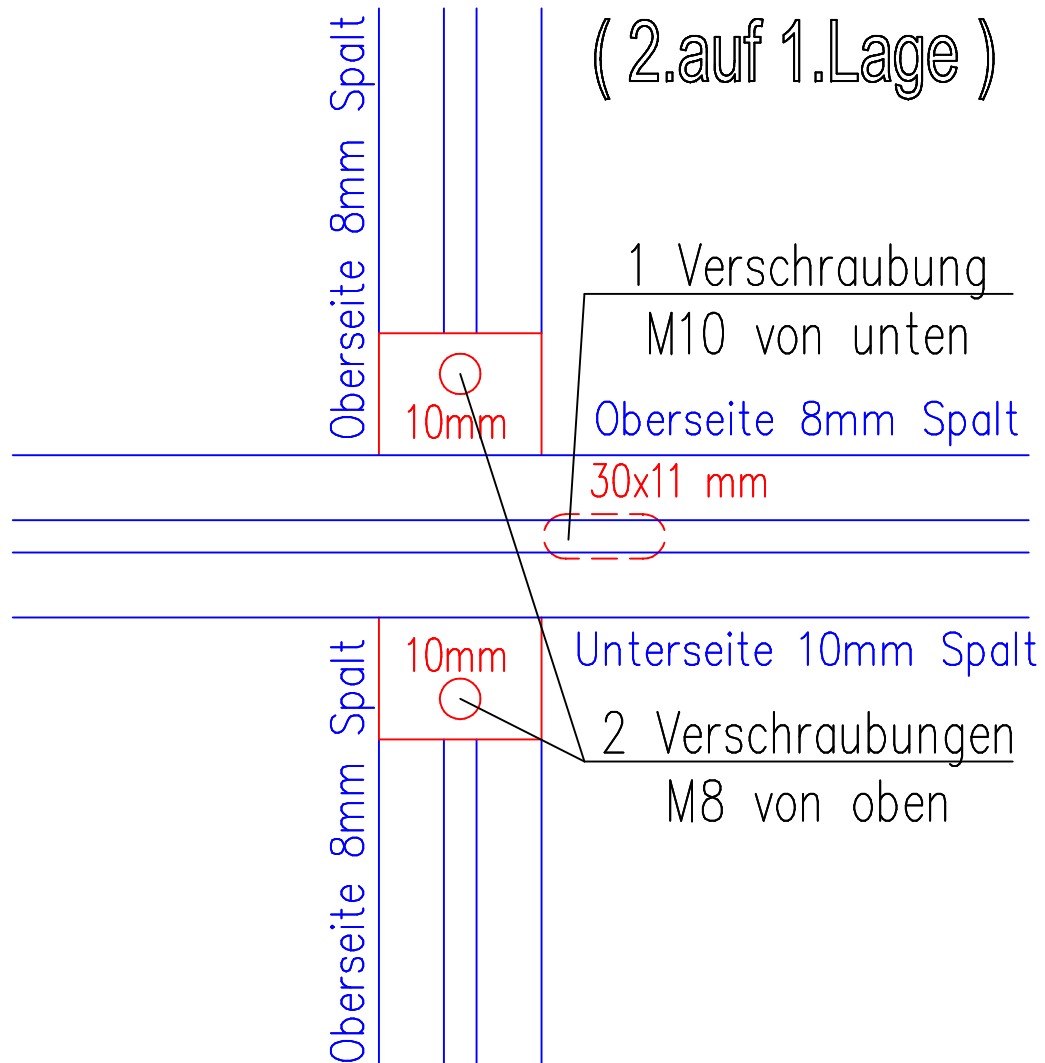 ( 2.auf 1.Lage )
Oberseite 8mm Spalt
1 Verschraubung
M10 von unten
10mm
Oberseite 8mm Spalt
30x11 mm
10mm
Unterseite 10mm Spalt
Oberseite 8mm Spalt
2 Verschraubungen
M8 von oben